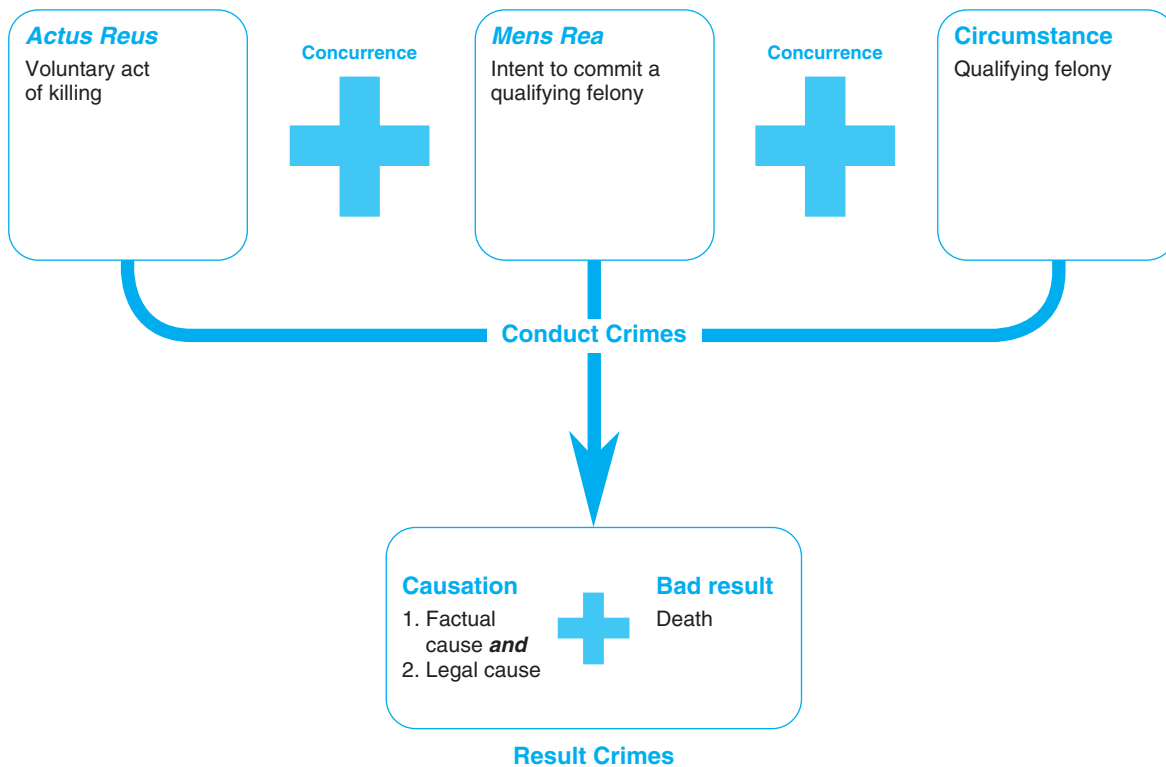 Actus Reus
Voluntary act
of killing
Concurrence
Mens Rea
Intent to commit a
qualifying felony
Concurrence
Circumstance
Qualifying felony
Conduct Crimes
Causation
1. Factual
cause and
2. Legal cause
Bad result
Death
Result Crimes